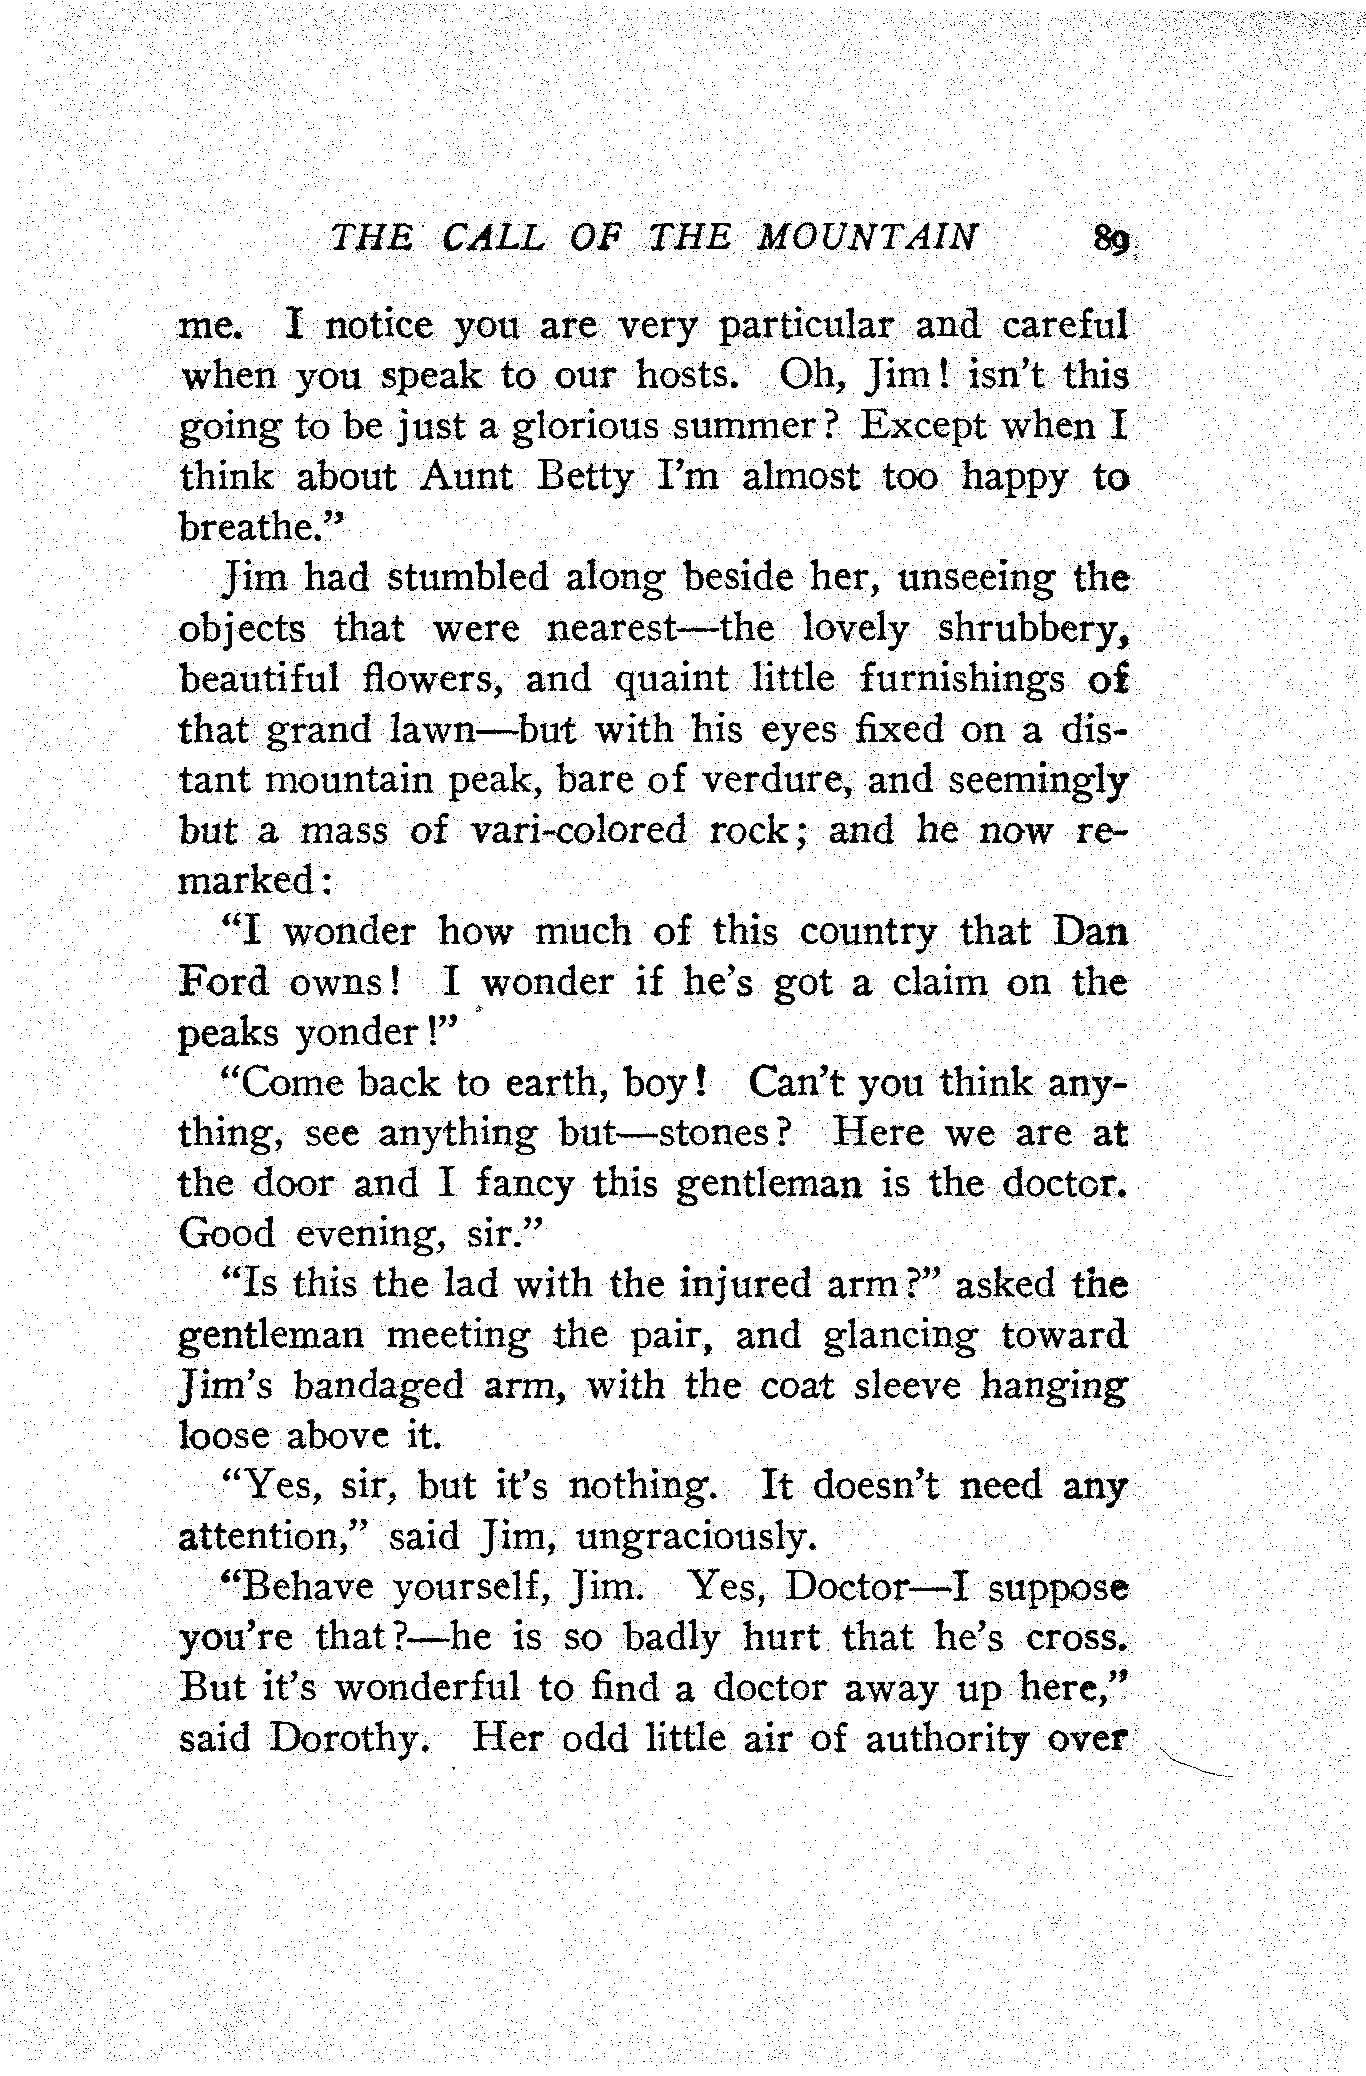 THE CALL OF THE MOUNTAIN 89
me. I notice you are very particular and careful
when you speak to our hosts. Oh, Jim! isn't this
going to be just a glorious summer? Except when I
think about Aunt Betty I'm almost too happy to
breathe."
Jim had stumbled along beside her, unseeing the
objects that were nearest—the lovely shrubbery,
beautiful flowers, and quaint little furnishings of
that grand lawn—but with his eyes fixed on a dis-
tant mountain peak, bare of verdure, and seemingly
but a mass of vari-colored rock; and he now re-
marked:
"I wonder how much of this country that Dan
Ford owns! I wonder if he's got a claim on the
peaks yonder!"
"Come back to earth, boy! Can't you think any-
thing, see anything but—stones? Here we are at
the door and I fancy this gentleman is the doctor.
Good evening, sir."
"Is this the lad with the injured arm?" asked the
gentleman meeting the pair, and glancing toward
Jim's bandaged arm, with the coat sleeve hanging
loose above it.
"Yes, sir, but it's nothing. It doesn't need any
attention," said Jim, ungraciously.
"Behave yourself, Jim. Yes, Doctor—I suppose
you're that?—he is so badly hurt that he's cross.
But it's wonderful to find a doctor away up here,"
said Dorothy. Her odd little air of authority over